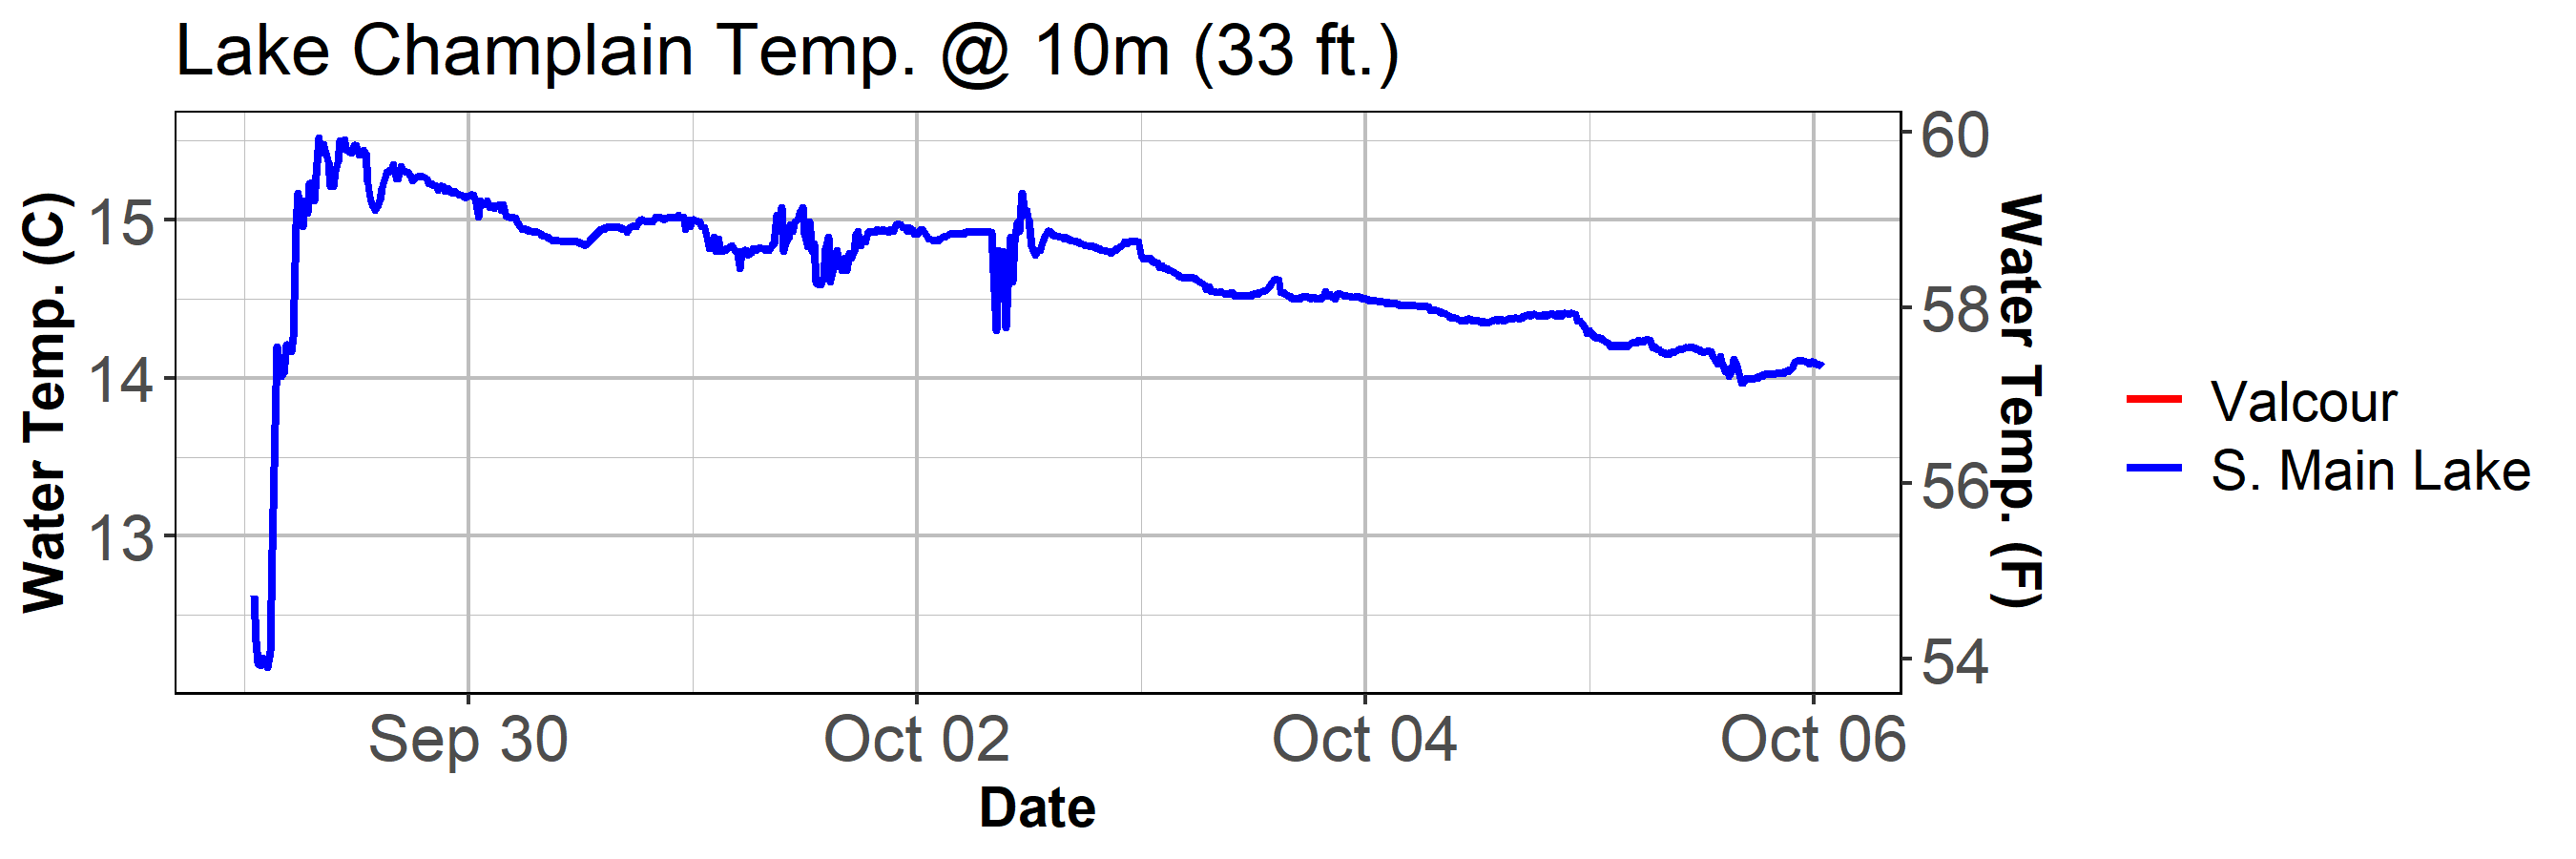 Lake Champlain Temp. @ 10m (33 ft.)
Water Temp. (C)
15
14
13
60
58
56
54
Water Temp. (F)
Sep 30
Oct 02
Oct 04
Oct 06
Date
Valcour
S. Main Lake